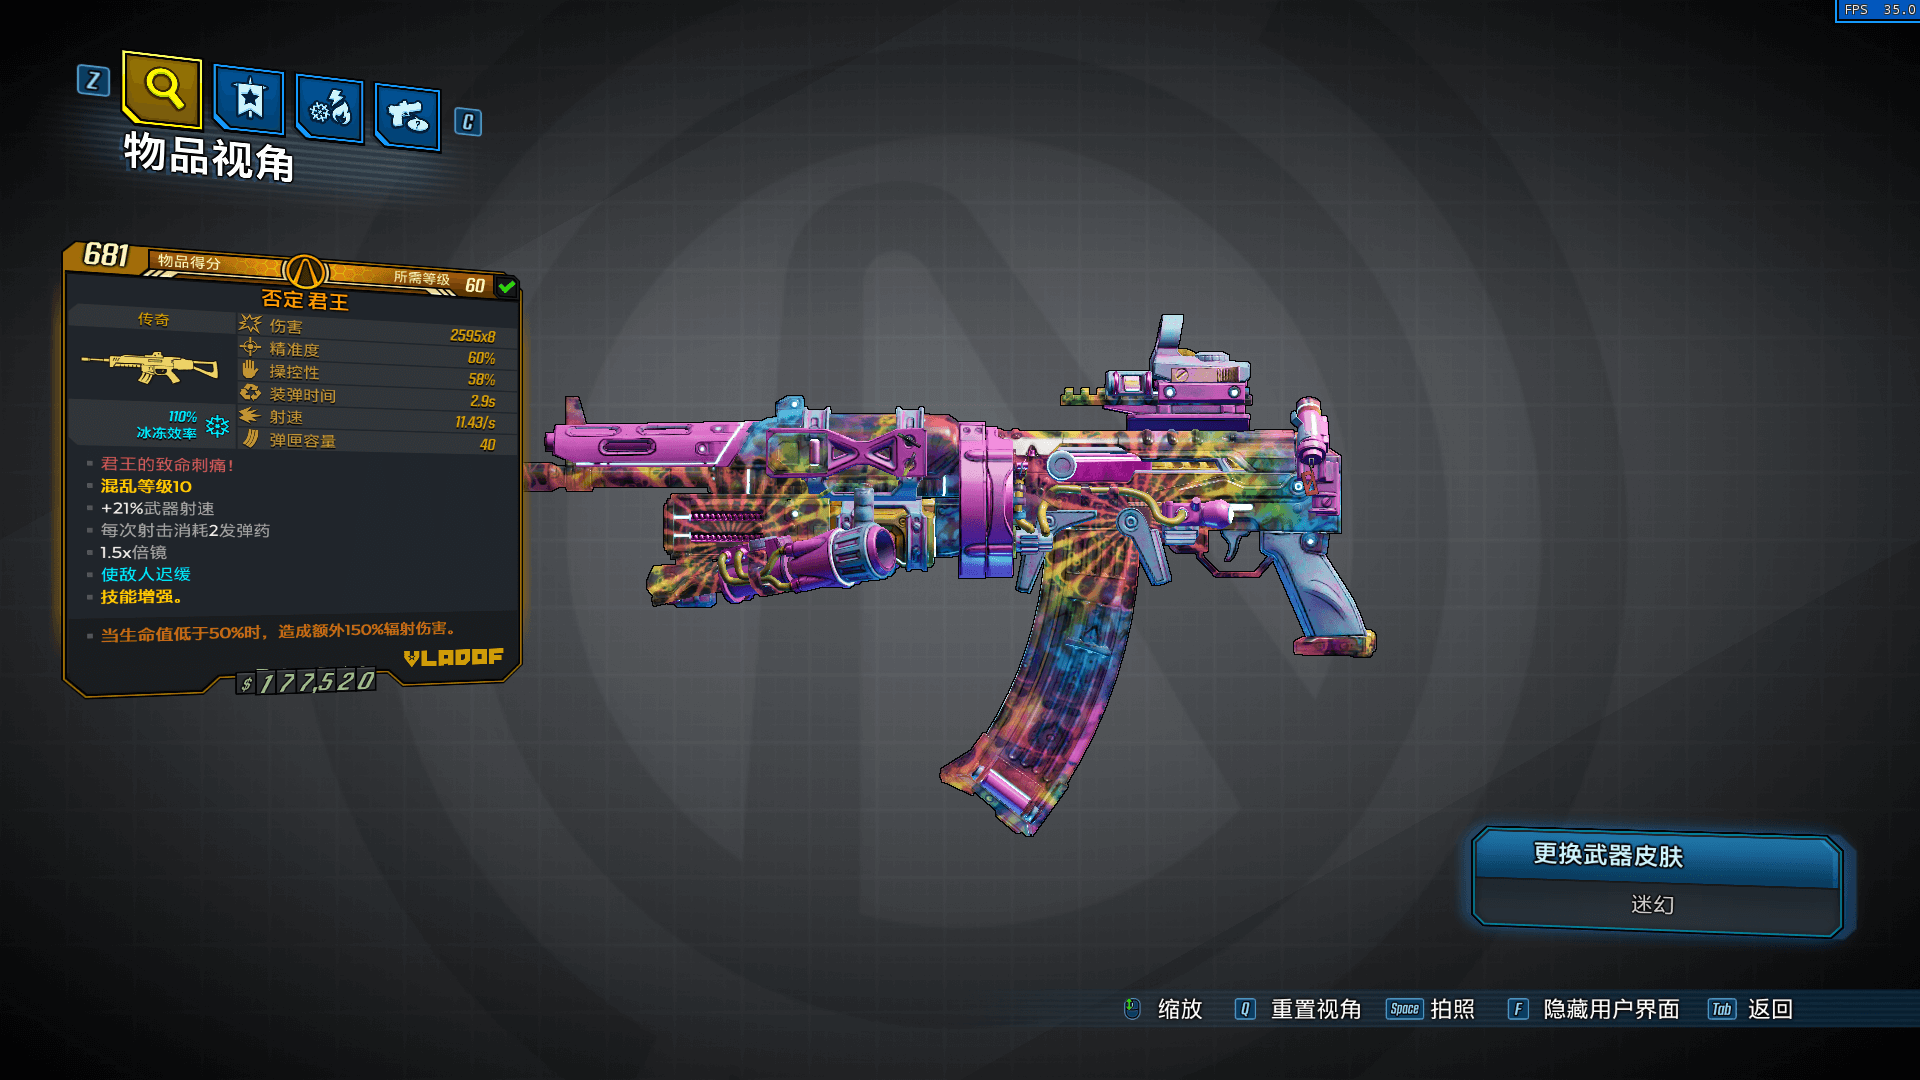 FPS 35.0
Z
C
物品视角
681
物品得分
所需等级 60
否定 君王
传奇
伤害 2595x8
精准度 60%
操控性 58%
装弹时间 2.9s
射速 11.43/s
弹匣容量 40
110%
冰冻效率
君王的致命刺痛!
混乱等级10
+21%武器射速
每次射击消耗2发弹药
1.5x倍镜
使敌人迟缓
技能增强。
当生命值低于50%时，造成额外150%辐射伤害。
VLADOF
$177,520
更换武器皮肤
迷幻
缩放 Q 重置视角 Space 拍照 F 隐藏用户界面 Tab 返回